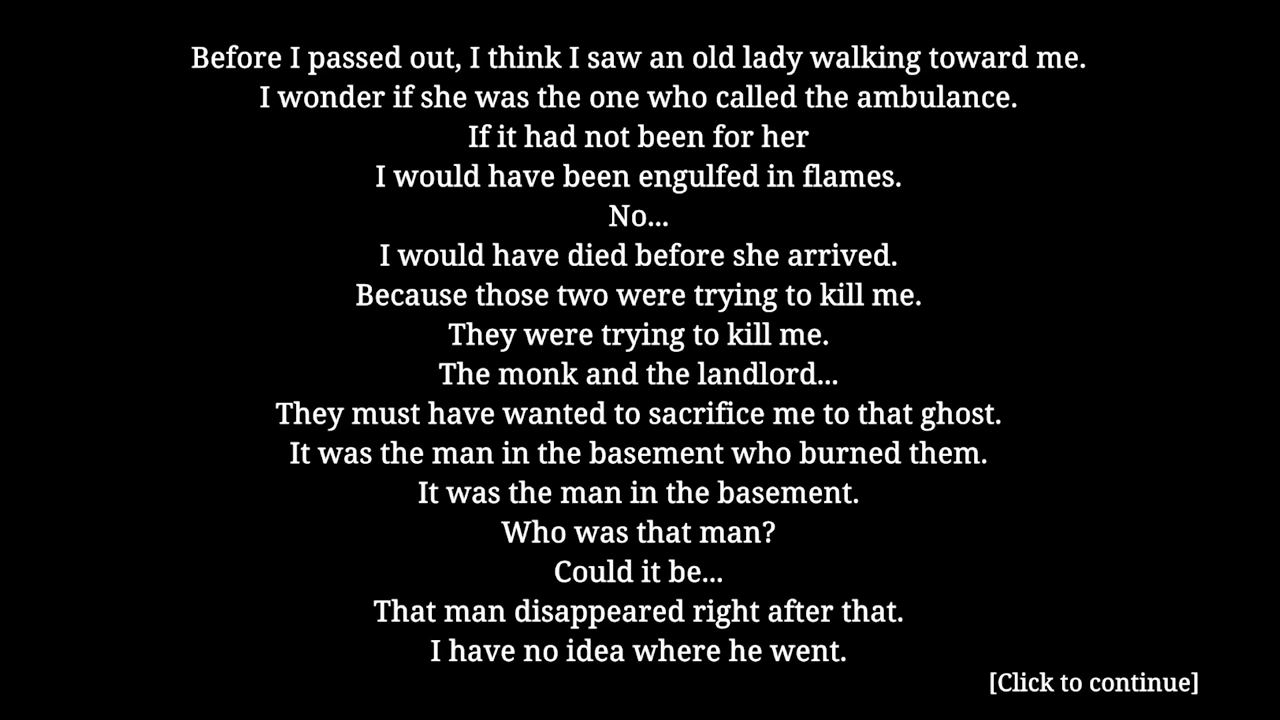 Before I passed out, I think I saw an old lady walking toward me.
I wonder if she was the one who called the ambulance.
If it had not been for her
I would have been engulfed in flames.
No...
I would have died before she arrived.
Because those two were trying to kill me.
They were trying to kill me.
The monk and the landlord...
They must have wanted to sacrifice me to that ghost.
It was the man in the basement who burned them.
It was the man in the basement.
Who was that man?
Could it be...
That man disappeared right after that.
I have no idea where he went.
[Click to continue]